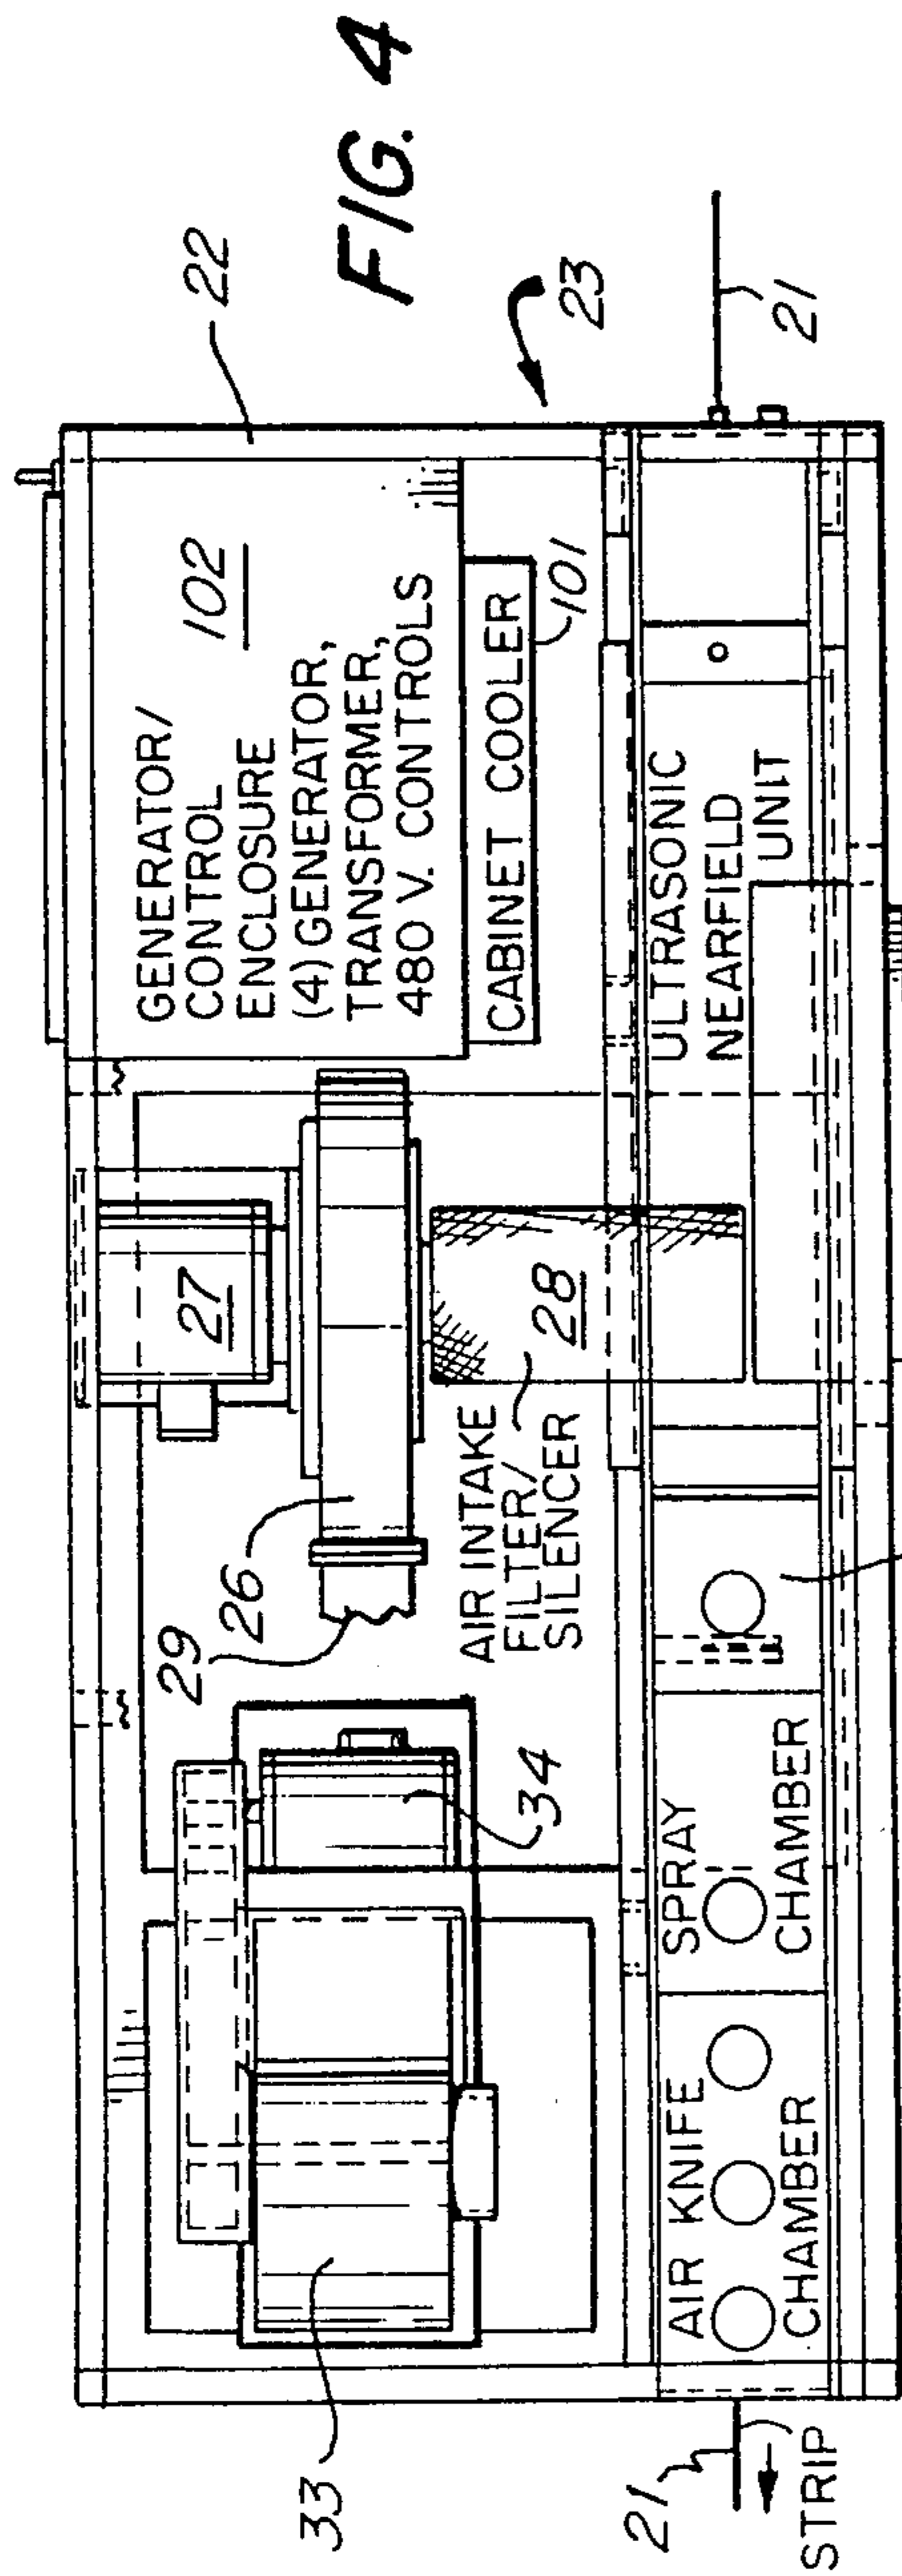 FIG. 4
22
23
21
102
GENERATOR/
CONTROL
ENCLOSURE
(4) GENERATOR,
TRANSFORMER,
480 V. CONTROLS
CABINET COOLER
101
ULTRASONIC
NEARFIELD
UNIT
27
28
26
29
AIR INTAKE
FILTER/
SILENCER
34
SPRAY
CHAMBER
33
AIR KNIFE
CHAMBER
21
STRIP